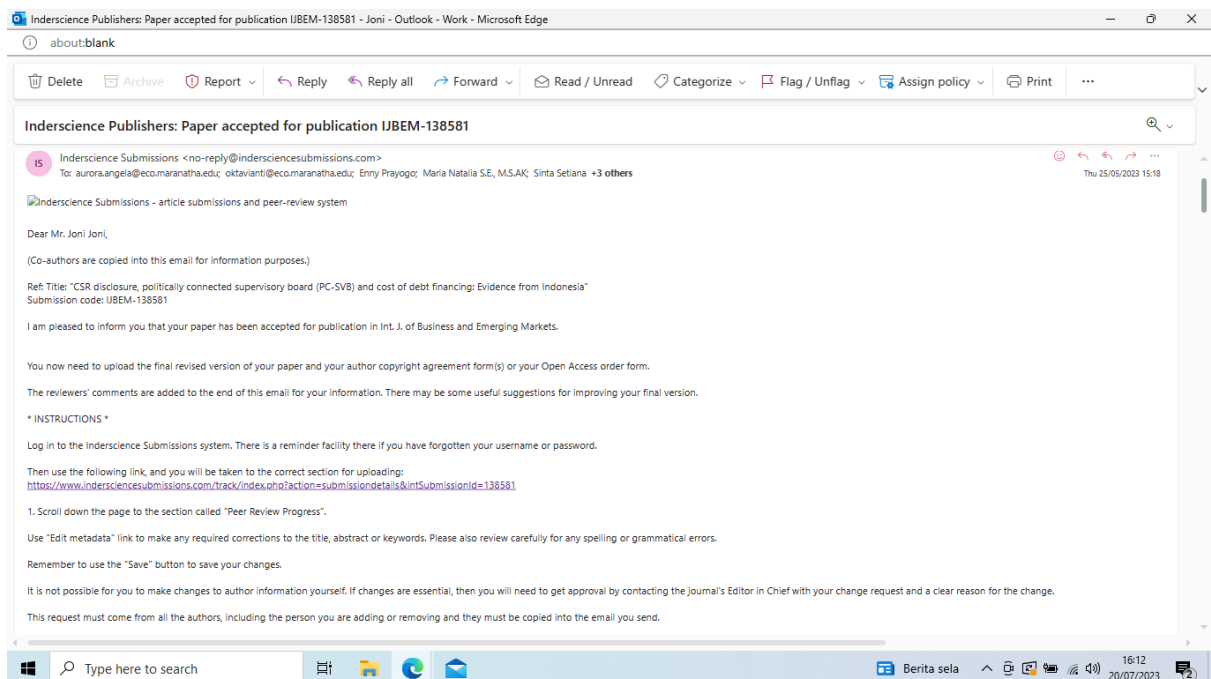 Inderscience Publishers: Paper accepted for publication IJBEM-138581 - Joni - Outlook - Work - Microsoft Edge
about:blank
Delete Archive Report Reply Reply all Forward Read / Unread Categorize Flag / Unflag Assign policy Print ...
Inderscience Publishers: Paper accepted for publication IJBEM-138581
IS
Inderscience Submissions <no-reply@indersciencesubmissions.com>
To: aurora.angela@eco.maranatha.edu; oktavianti@eco.maranatha.edu; Enny Prayogo; Maria Natalia S.E., M.S.AK; Sinta Setiana +3 others
Thu 25/05/2023 15:18
Inderscience Submissions - article submissions and peer-review system
Dear Mr. Joni Joni,
(Co-authors are copied into this email for information purposes.)
Ref: Title: "CSR disclosure, politically connected supervisory board (PC-SVB) and cost of debt financing: Evidence from Indonesia"
Submission code: IJBEM-138581
I am pleased to inform you that your paper has been accepted for publication in Int. J. of Business and Emerging Markets.
You now need to upload the final revised version of your paper and your author copyright agreement form(s) or your Open Access order form.
The reviewers' comments are added to the end of this email for your information. There may be some useful suggestions for improving your final version.
* INSTRUCTIONS *
Log in to the Inderscience Submissions system. There is a reminder facility there if you have forgotten your username or password.
Then use the following link, and you will be taken to the correct section for uploading:
https://www.indersciencesubmissions.com/track/index.php?action=submissiondetails&intSubmissionId=138581
1. Scroll down the page to the section called "Peer Review Progress".
Use "Edit metadata" link to make any required corrections to the title, abstract or keywords. Please also review carefully for any spelling or grammatical errors.
Remember to use the "Save" button to save your changes.
It is not possible for you to make changes to author information yourself. If changes are essential, then you will need to get approval by contacting the journal's Editor in Chief with your change request and a clear reason for the change.
This request must come from all the authors, including the person you are adding or removing and they must be copied into the email you send.
Type here to search
Berita sela
16:12
20/07/2023
2